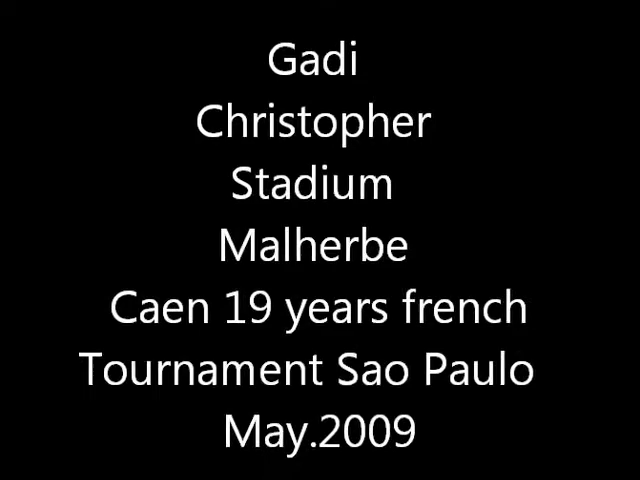 Gadi
Christopher
Stadium
Malherbe
Caen 19 years french
Tournament Sao Paulo
May.2009